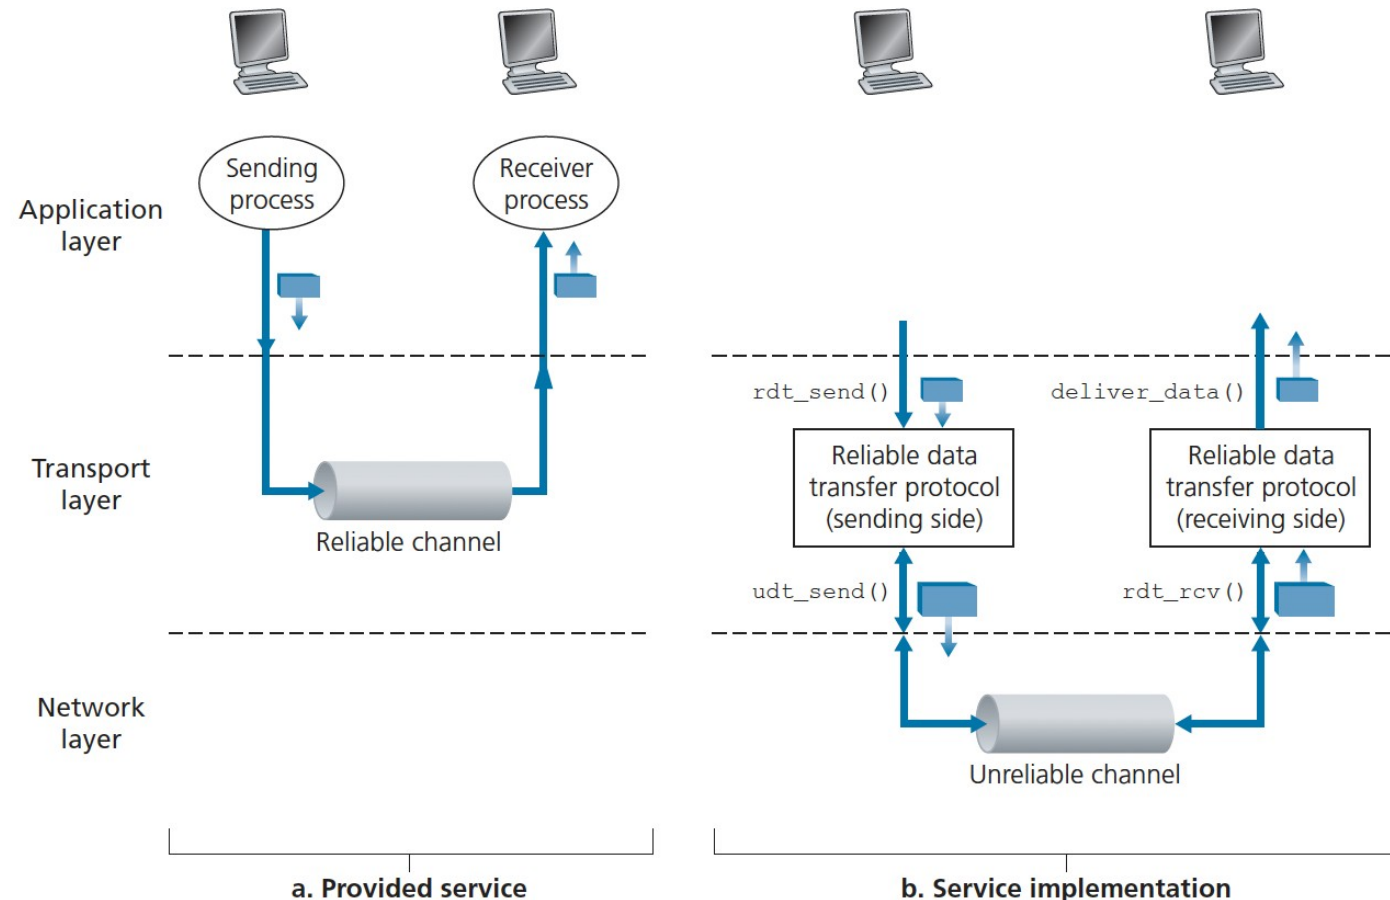 Sending
process
Receiver
process
Application
layer
rdt_send()
deliver_data()
Transport
layer
Reliable data
transfer protocol
(sending side)
Reliable data
transfer protocol
(receiving side)
Reliable channel
udt_send()
rdt_rcv()
Network
layer
Unreliable channel
a. Provided service
b. Service implementation